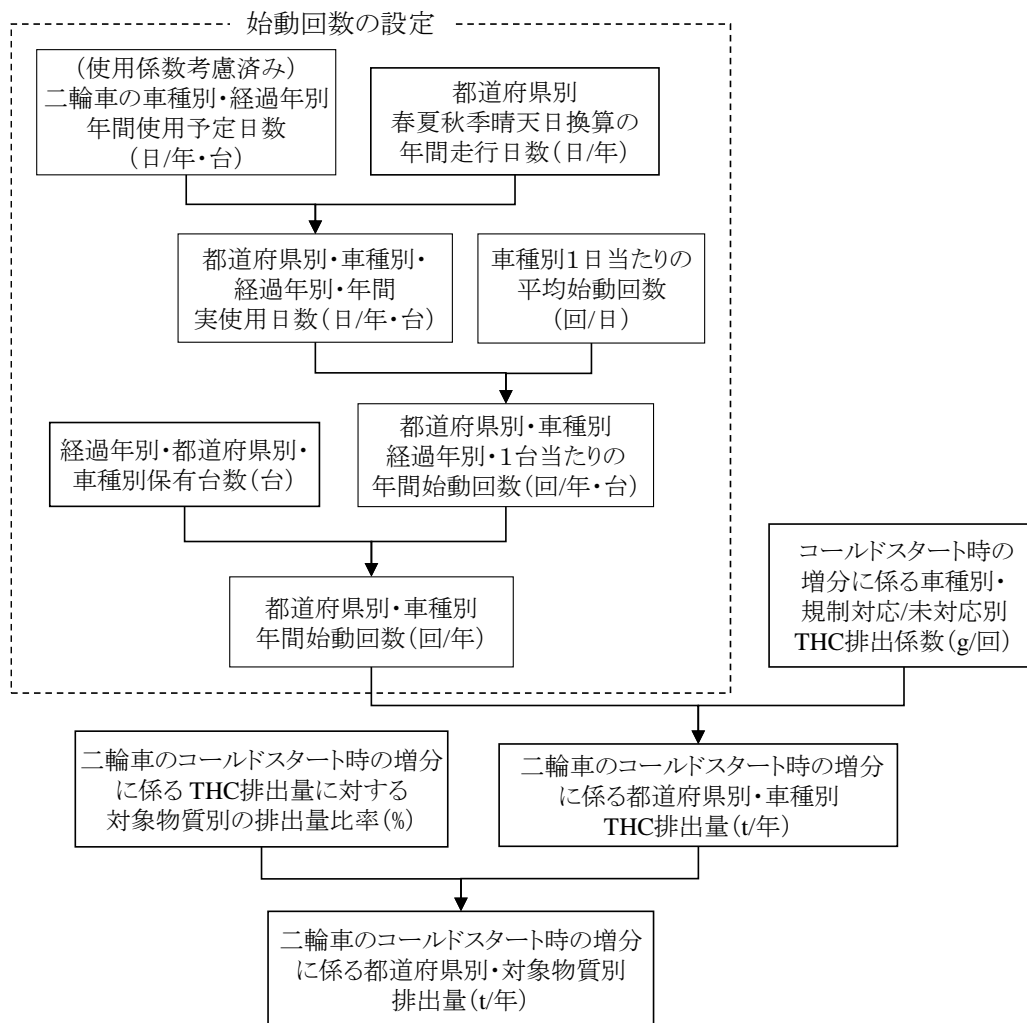 始動回数の設定
(使用係数考慮済み)
二輪車の車種別・経過年別
年間使用予定日数
(日/年・台)
都道府県別
春夏秋季晴天日換算の
年間走行日数(日/年)
都道府県別・車種別・
経過年別・年間
実使用日数(日/年・台)
車種別1日当たりの
平均始動回数
(回/日)
経過年別・都道府県別・
車種別保有台数(台)
都道府県別・車種別
経過年別・1台当たりの
年間始動回数(回/年・台)
都道府県別・車種別
年間始動回数(回/年)
コールドスタート時の
増分に係る車種別・
規制対応/未対応別
THC排出係数(g/回)
二輪車のコールドスタート時の増分
に係る THC排出量に対する
対象物質別の排出量比率(%)
二輪車のコールドスタート時の増分
に係る都道府県別・車種別
THC排出量(t/年)
二輪車のコールドスタート時の増分
に係る都道府県別・対象物質別
排出量(t/年)